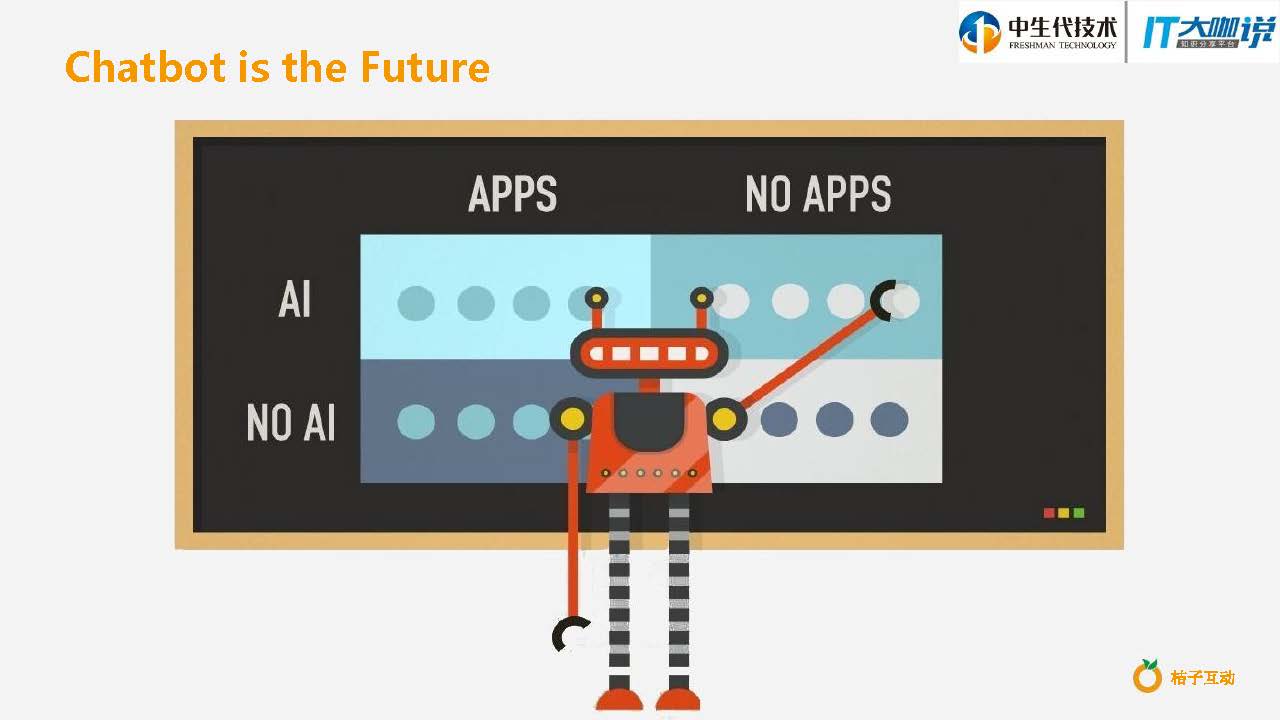 Chatbot is the Future
中生代技术
FRESHMAN TECHNOLOGY
IT大咖说
知识分享平台
APPS
NO APPS
AI
NO AI
桔子互动